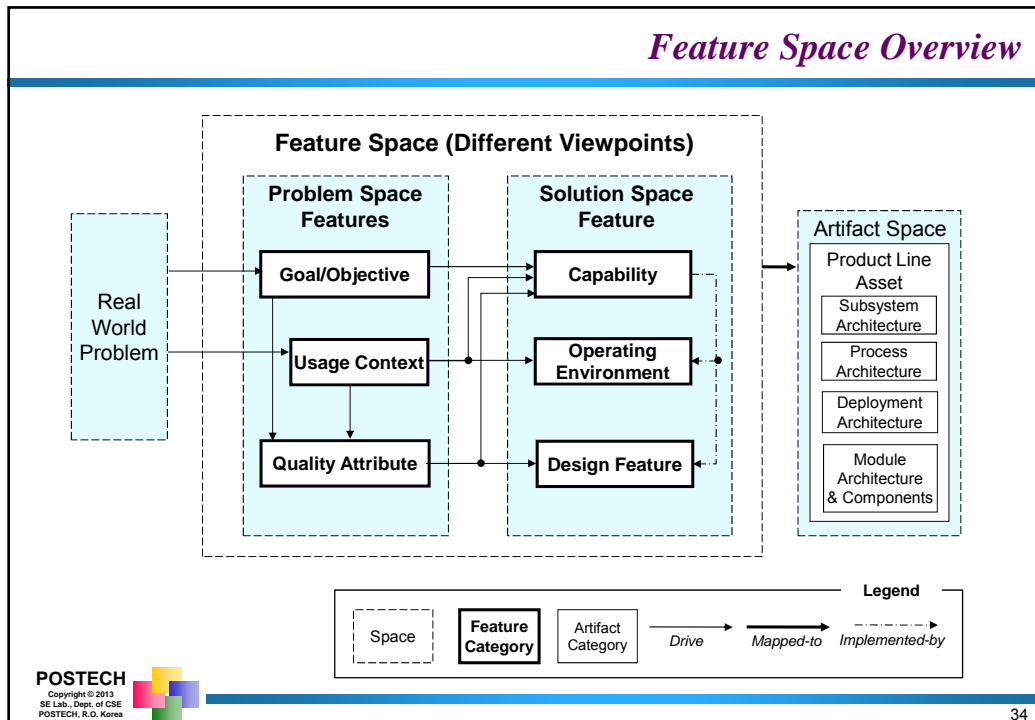 Feature Space Overview
Feature Space (Different Viewpoints)
Problem Space
Features
Solution Space
Feature
Real
World
Problem
Goal/Objective
Usage Context
Quality Attribute
Capability
Operating
Environment
Design Feature
Artifact Space
Product Line
Asset
Subsystem
Architecture
Process
Architecture
Deployment
Architecture
Module
Architecture
& Components
Legend
Space
Feature
Category
Artifact
Category
Drive
Mapped-to
Implemented-by
POSTECH
Copyright © 2013
SE Lab., Dept. of CSE
POSTECH, R.O. Korea
34